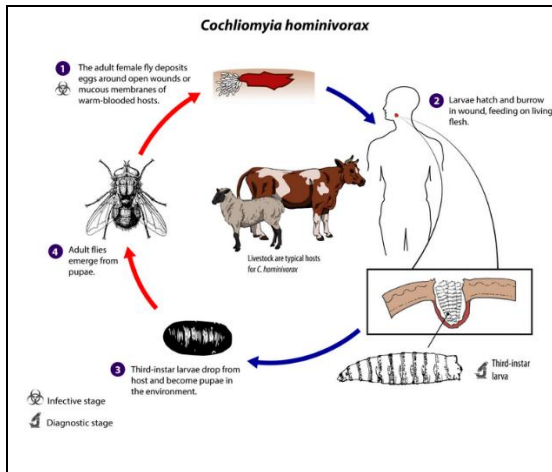 Cochliomyia hominivorax
1
The adult female fly deposits
eggs around open wounds or
mucous membranes of
warm-blooded hosts.
2
Larvae hatch and burrow
in wound, feeding on living
flesh.
Livestock are typical hosts
for C. hominivorax
4
Adult flies
emerge from
pupae.
3
Third-instar larvae drop from
host and become pupae in
the environment.
Third-instar
larva
Infective stage
Diagnostic stage